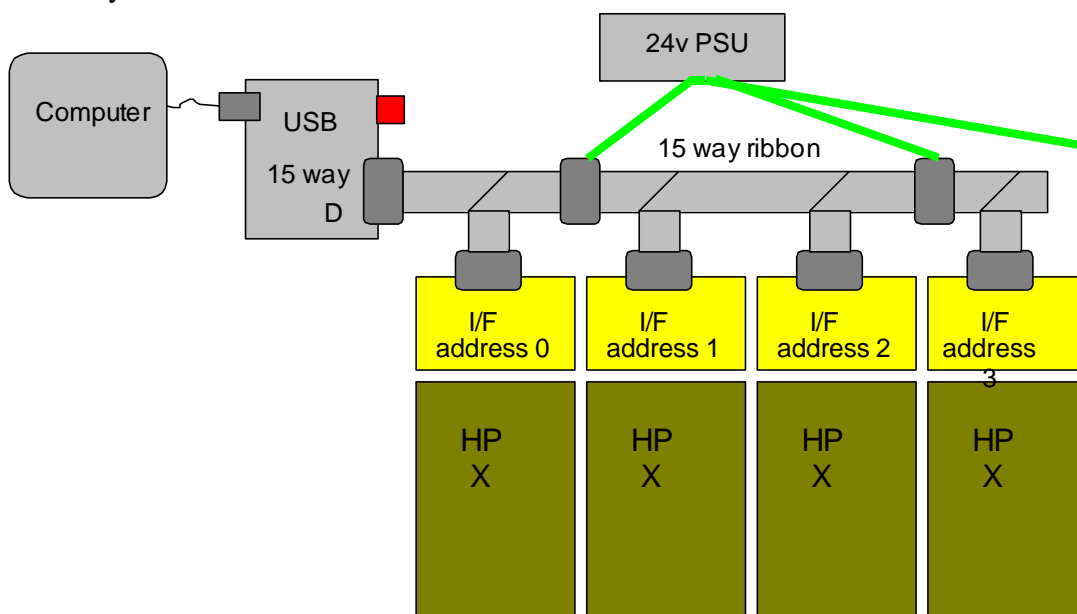 24v PSU
Computer
USB
15 way
D
15 way ribbon
I/F
address 0
I/F
address 1
I/F
address 2
I/F
address
3
HP
X
HP
X
HP
X
HP
X